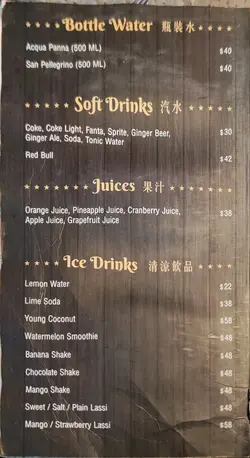 Bottle Water 瓶裝水
Acqua Panna (500 ML) $40
San Pellegrino (500 ML) $40
Soft Drinks 汽水
Coke, Coke Light, Fanta, Sprite, Ginger Beer, $30
Ginger Ale, Soda, Tonic Water
Red Bull $42
Juices 果汁
Orange Juice, Pineapple Juice, Cranberry Juice, $38
Apple Juice, Grapefruit Juice
Ice Drinks 清涼飲品
Lemon Water $22
Lime Soda $38
Young Coconut $58
Watermelon Smoothie $48
Banana Shake $48
Chocolate Shake $48
Mango Shake $48
Sweet / Salt / Plain Lassi $48
Mango / Strawberry Lassi $58